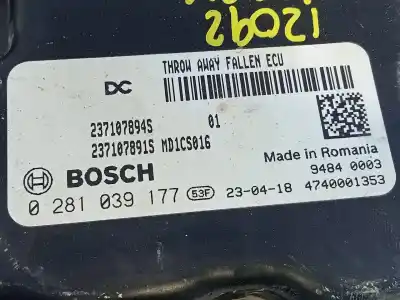 12092
THROW AWAY FALLEN ECU
DC
237107894S 01
237107891S MD1CS016
BOSCH
Made in Romania
9484 0003
0 281 039 177 53F 23-04-18 4740001353